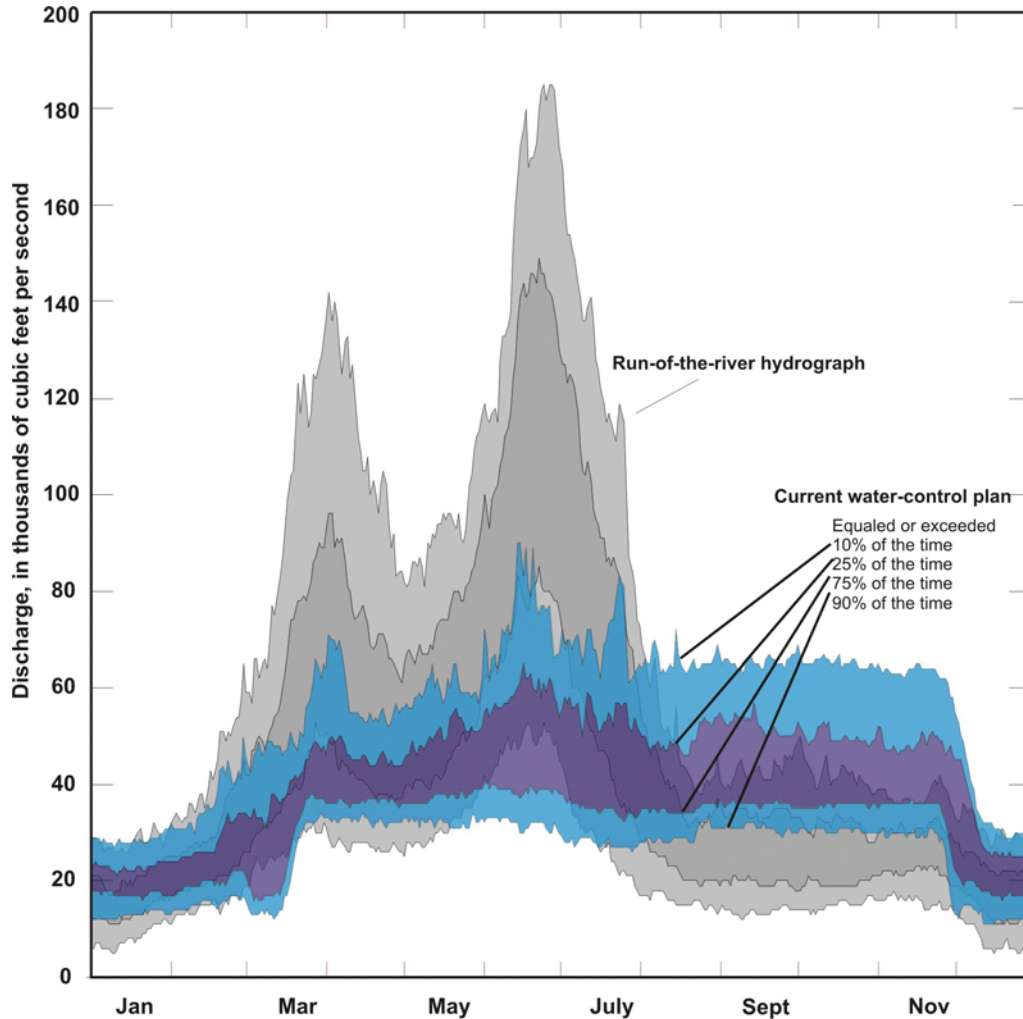 200
180
160
140
120
100
80
60
40
20
0
Discharge, in thousands of cubic feet per second
Run-of-the-river hydrograph
Current water-control plan
Equaled or exceeded
10% of the time
25% of the time
75% of the time
90% of the time
Jan
Mar
May
July
Sept
Nov